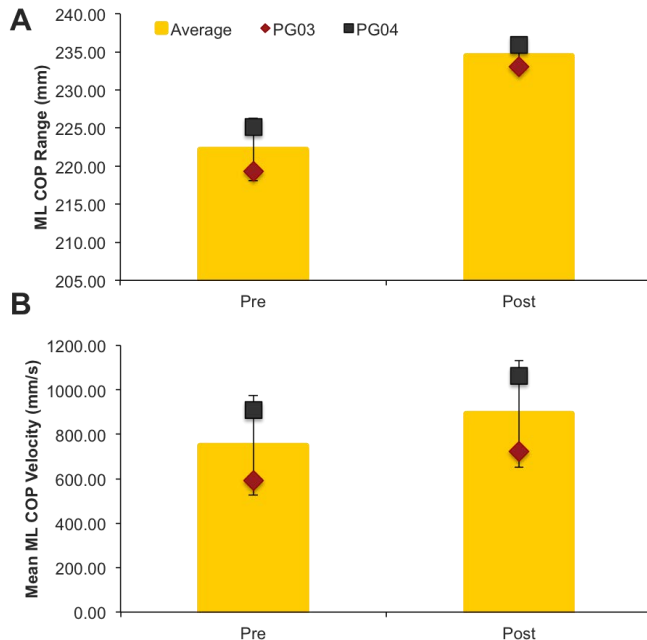 A
Average PG03 PG04
ML COP Range (mm)
240.00
235.00
230.00
225.00
220.00
215.00
210.00
205.00
Pre Post
B
Mean ML COP Velocity (mm/s)
1200.00
1000.00
800.00
600.00
400.00
200.00
0.00
Pre Post